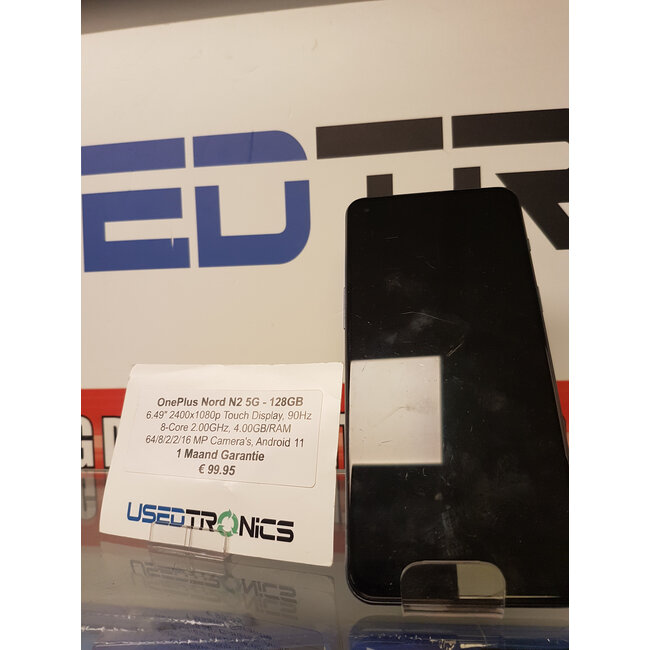 OnePlus Nord N2 5G - 128GB
6.49" 2400x1080p Touch Display, 90Hz
8-Core 2.00GHz, 4.00GB/RAM
64/8/2/2/16 MP Camera's, Android 11
1 Maand Garantie
€ 99.95
USEDTRONICS